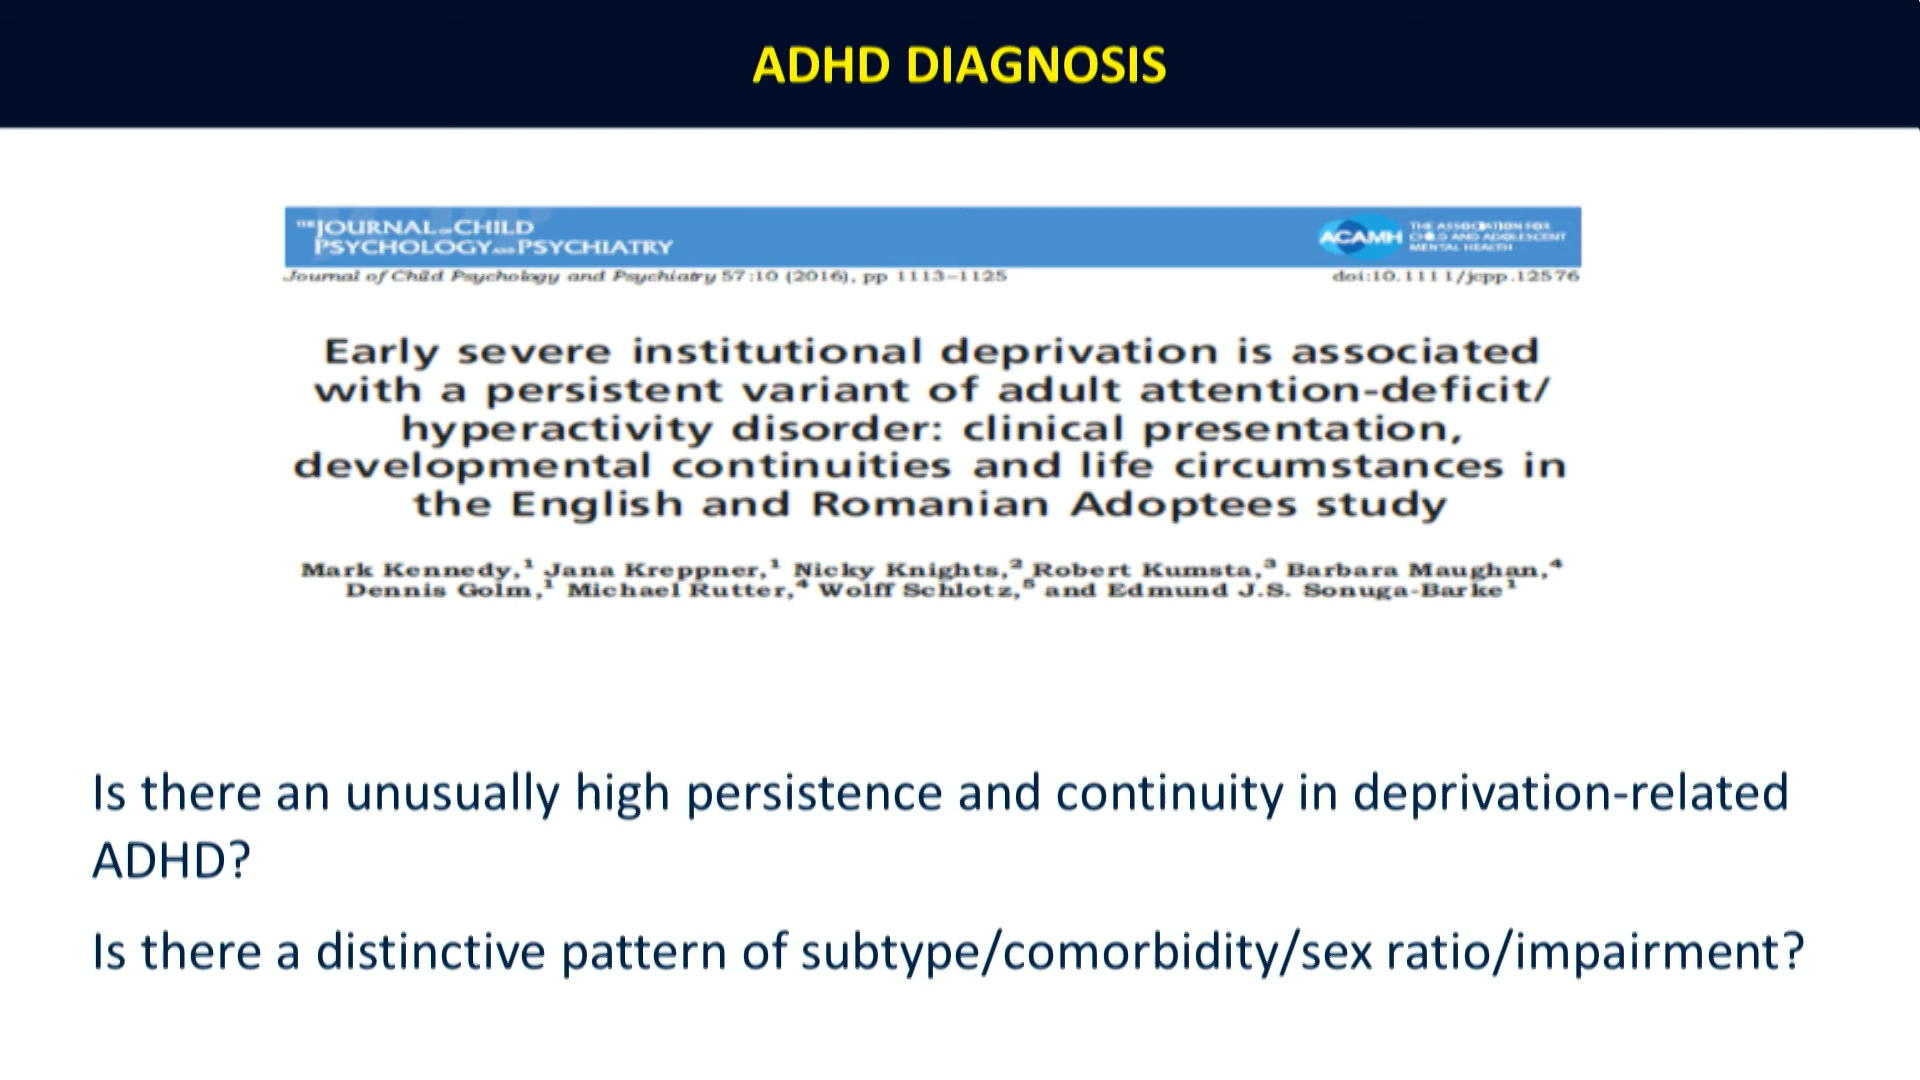 ADHD DIAGNOSIS
THE JOURNAL OF CHILD
PSYCHOLOGY AND PSYCHIATRY
ACAMH
THE ASSOCIATION FOR
CHILD AND ADOLESCENT
MENTAL HEALTH
Journal of Child Psychology and Psychiatry 57:10 (2016), pp 1113–1125
doi:10.1111/jcpp.12576
Early severe institutional deprivation is associated
with a persistent variant of adult attention-deficit/
hyperactivity disorder: clinical presentation,
developmental continuities and life circumstances in
the English and Romanian Adoptees study
Mark Kennedy,¹ Jana Kreppner,¹ Nicky Knights,² Robert Kumsta,³ Barbara Maughan,⁴
Dennis Golm,¹ Michael Rutter,⁴ Wolff Schlotz,⁵ and Edmund J.S. Sonuga-Barke¹
Is there an unusually high persistence and continuity in deprivation-related
ADHD?
Is there a distinctive pattern of subtype/comorbidity/sex ratio/impairment?